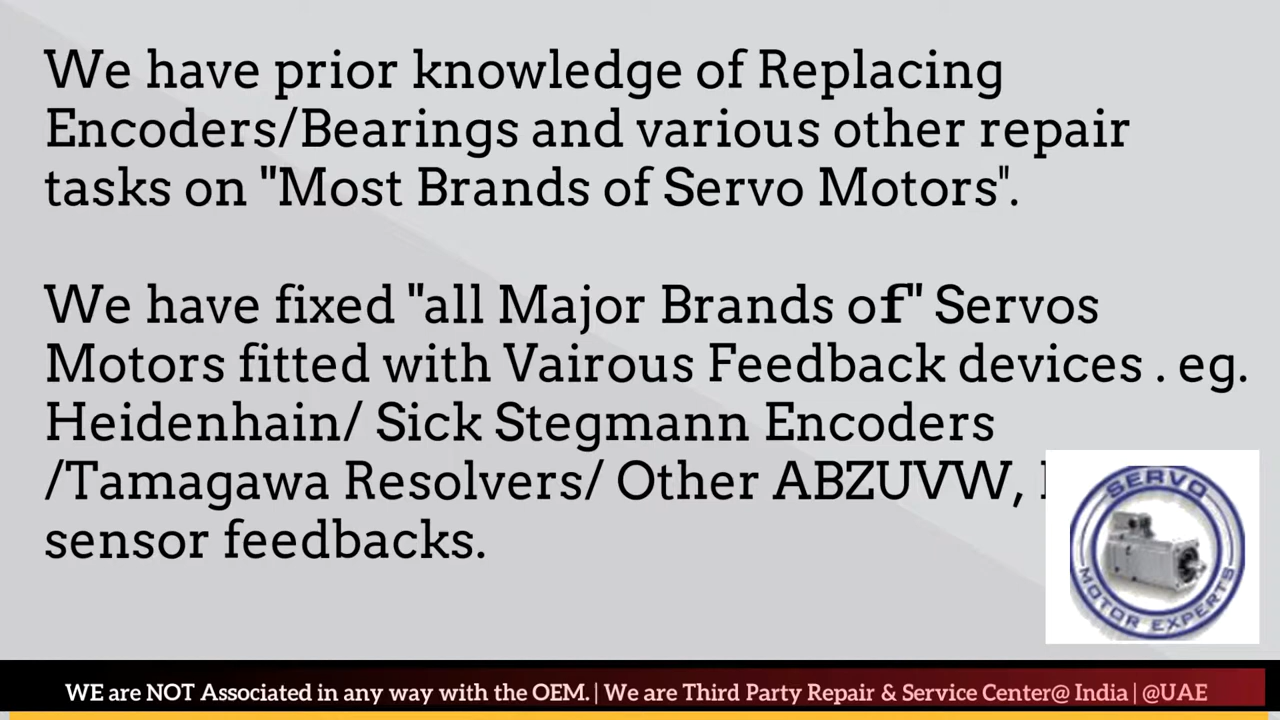 We have prior knowledge of Replacing
Encoders/Bearings and various other repair
tasks on "Most Brands of Servo Motors".
We have fixed "all Major Brands of" Servos
Motors fitted with Vairous Feedback devices . eg.
Heidenhain/ Sick Stegmann Encoders
/Tamagawa Resolvers/ Other ABZUVW,
sensor feedbacks.
SERVO
MOTOR EXPERTS
WE are NOT Associated in any way with the OEM. | We are Third Party Repair & Service Center@ India | @UAE